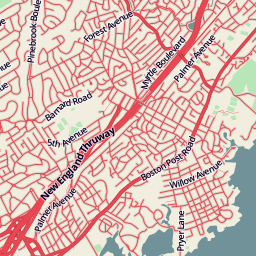 Forest Avenue
Pinebrook Boule
Myrtle Boulevard
Palmer Avenue
Barnard Road
5th Avenue
New England Thruway
Boston Post Road
Willow Avenue
Palmer Avenue
Pryer Lane